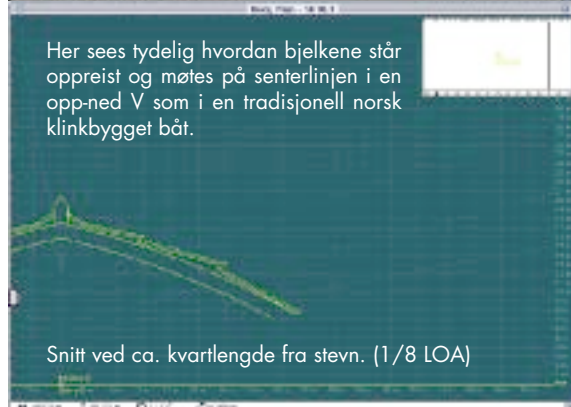 Her sees tydelig hvordan bjelkene står
oppreist og møtes på senterlinjen i en
opp-ned V som i en tradisjonell norsk
klinkbygget båt.
Snitt ved ca. kvartlengde fra stevn. (1/8 LOA)